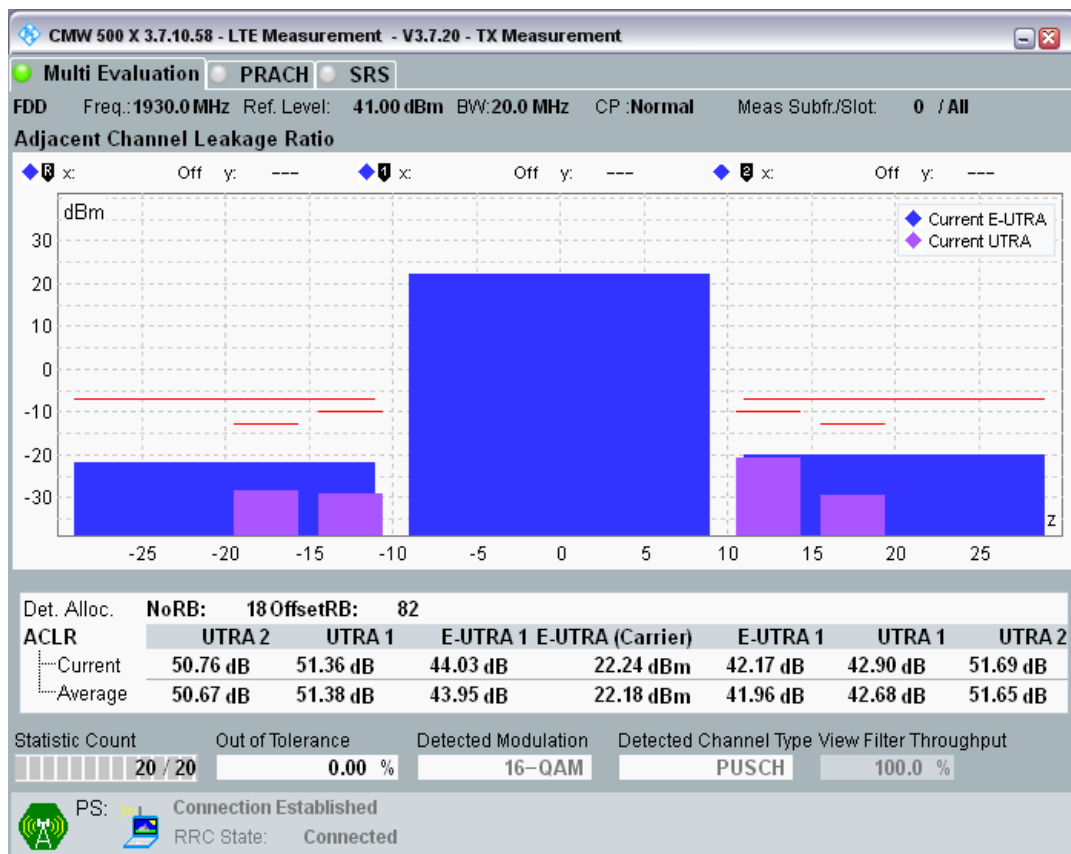 CMW 500 X 3.7.10.58 - LTE Measurement - V3.7.20 - TX Measurement
Multi Evaluation PRACH SRS
FDD Freq.:1930.0 MHz Ref. Level: 41.00 dBm BW:20.0 MHz CP :Normal Meas Subfr./Slot: 0 / All
Adjacent Channel Leakage Ratio
R x: Off y: --- 1 x: Off y: --- 2 x: Off y: ---
dBm
Current E-UTRA
Current UTRA
30
20
10
0
-10
-20
-30
z
-25 -20 -15 -10 -5 0 5 10 15 20 25
Det. Alloc. NoRB: 18 OffsetRB: 82
ACLR UTRA 2 UTRA 1 E-UTRA 1 E-UTRA (Carrier) E-UTRA 1 UTRA 1 UTRA 2
Current 50.76 dB 51.36 dB 44.03 dB 22.24 dBm 42.17 dB 42.90 dB 51.69 dB
Average 50.67 dB 51.38 dB 43.95 dB 22.18 dBm 41.96 dB 42.68 dB 51.65 dB
Statistic Count Out of Tolerance Detected Modulation Detected Channel Type View Filter Throughput
20 / 20 0.00 % 16-QAM PUSCH 100.0 %
PS: Connection Established
RRC State: Connected